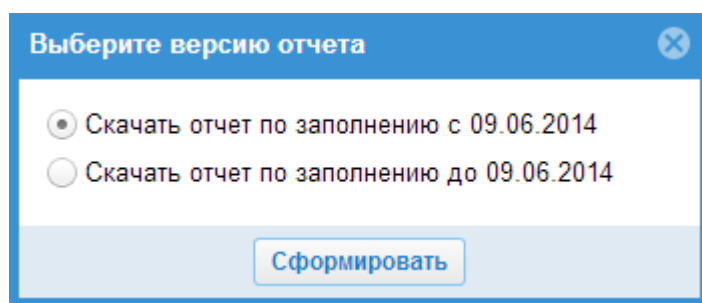 Выберите версию отчета
Скачать отчет по заполнению с 09.06.2014
Скачать отчет по заполнению до 09.06.2014
Сформировать